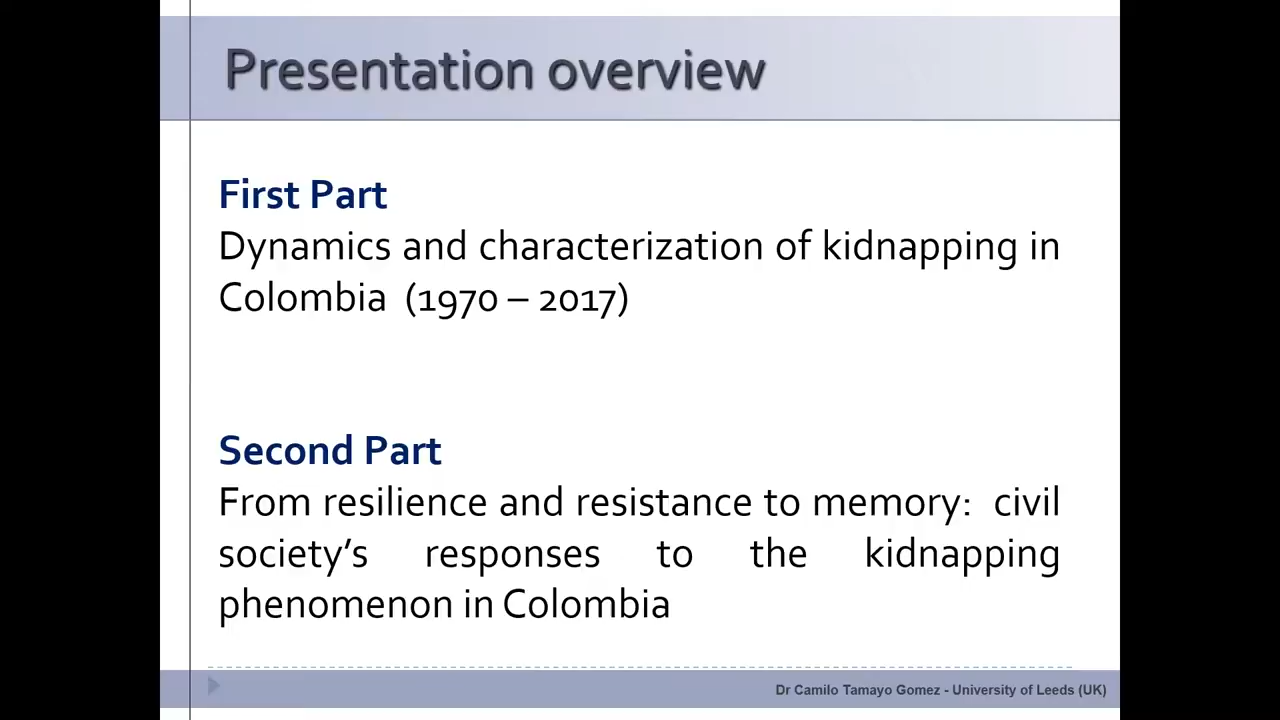 Presentation overview
First Part
Dynamics and characterization of kidnapping in
Colombia (1970 – 2017)
Second Part
From resilience and resistance to memory: civil
society’s responses to the kidnapping
phenomenon in Colombia
Dr Camilo Tamayo Gomez - University of Leeds (UK)